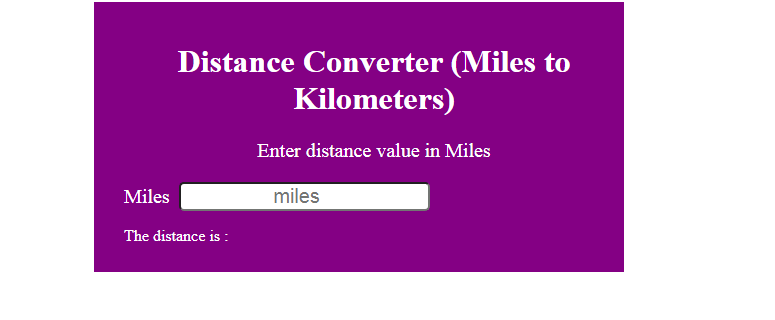 Distance Converter (Miles to
Kilometers)
Enter distance value in Miles
Miles miles
The distance is :